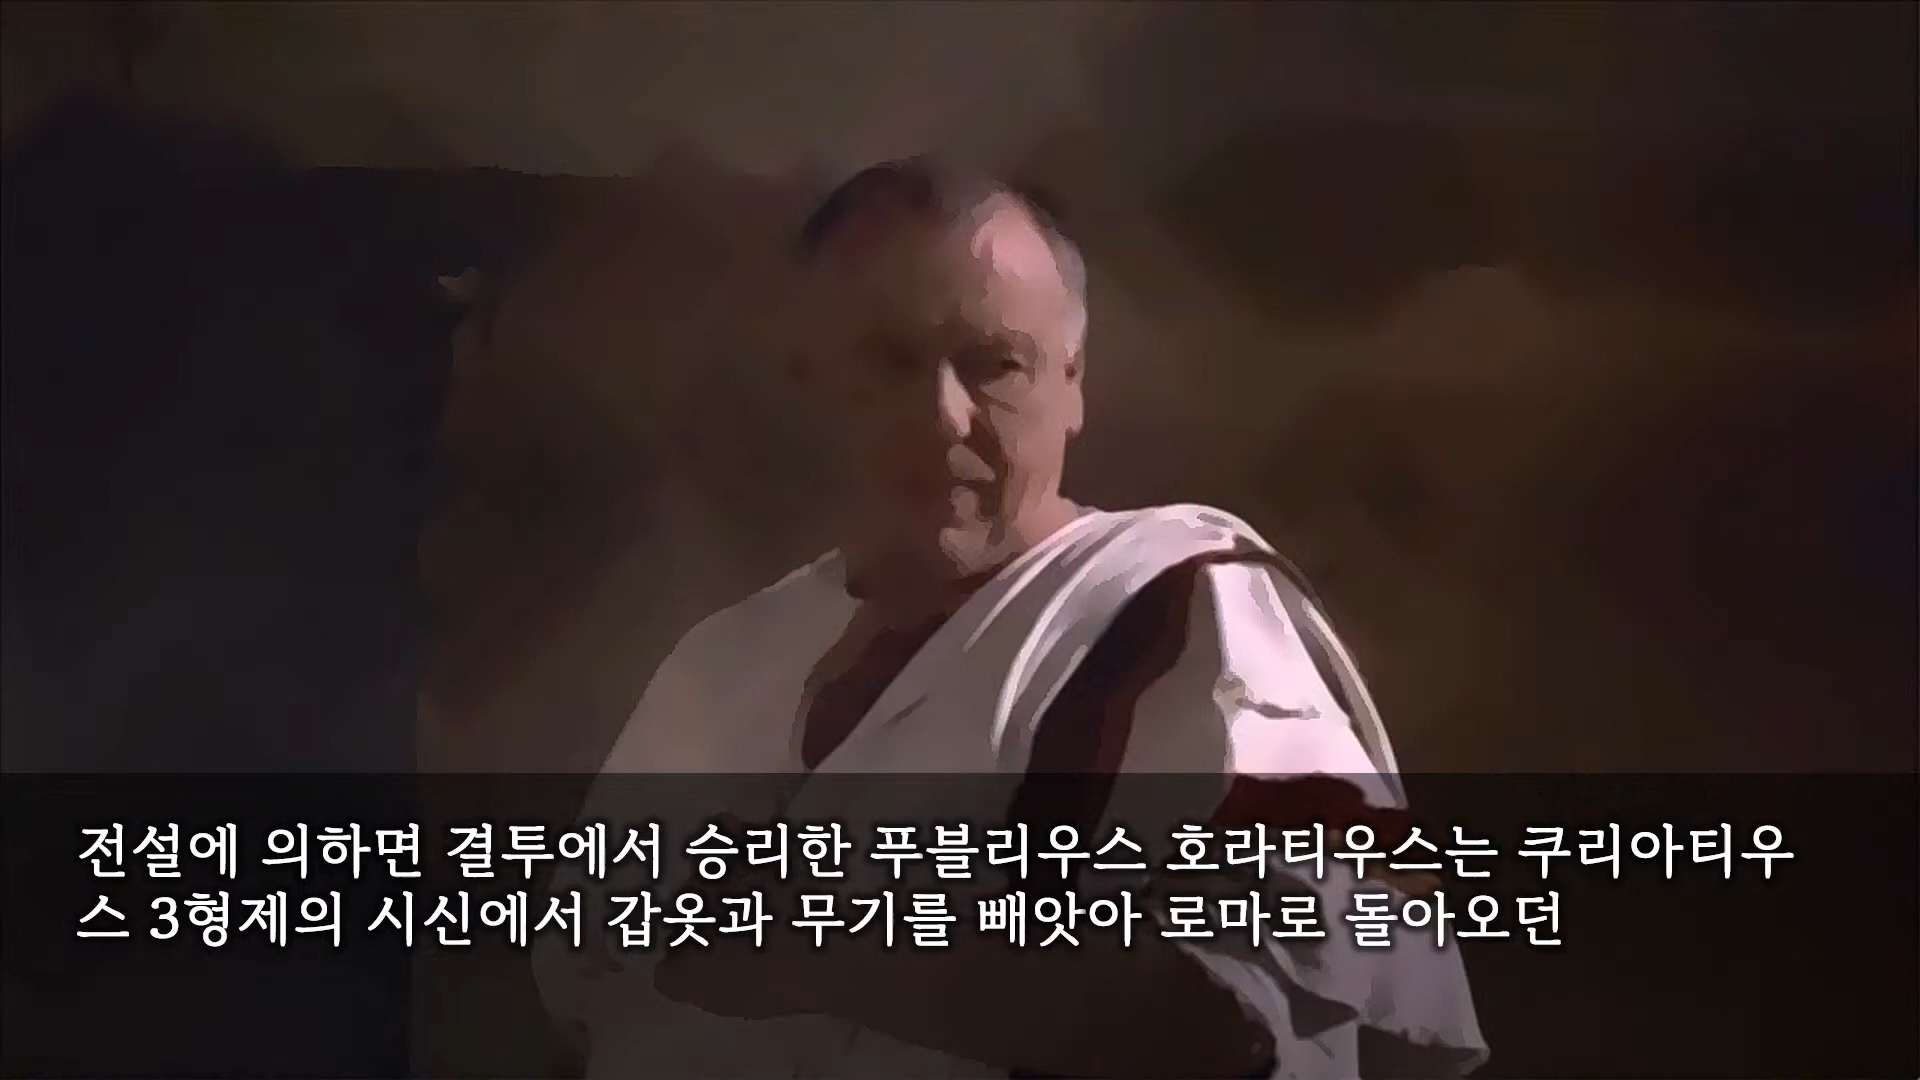 전설에 의하면 결투에서 승리한 푸블리우스 호라티우스는 쿠리아티우
스 3형제의 시신에서 갑옷과 무기를 빼앗아 로마로 돌아오던